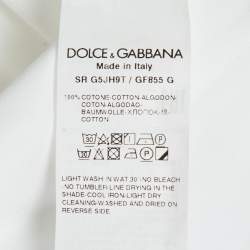 DOLCE & GABBANA
Made in Italy
SR G5JH9T / GF855 G
100% COTONE-COTTON-ALGODON-
COTTON-ALGODAO-
BAUMWOLLE-ХЛОПОК-
COTTON
30
LIGHT WASH IN WAT 30'I NO BLEACH
NO TUMBLER-LINE DRYING IN THE
SHADE-COOL IRON-LIGHT DRY
CLEANING WASHED AND DRIED ON
REVERSE SIDE